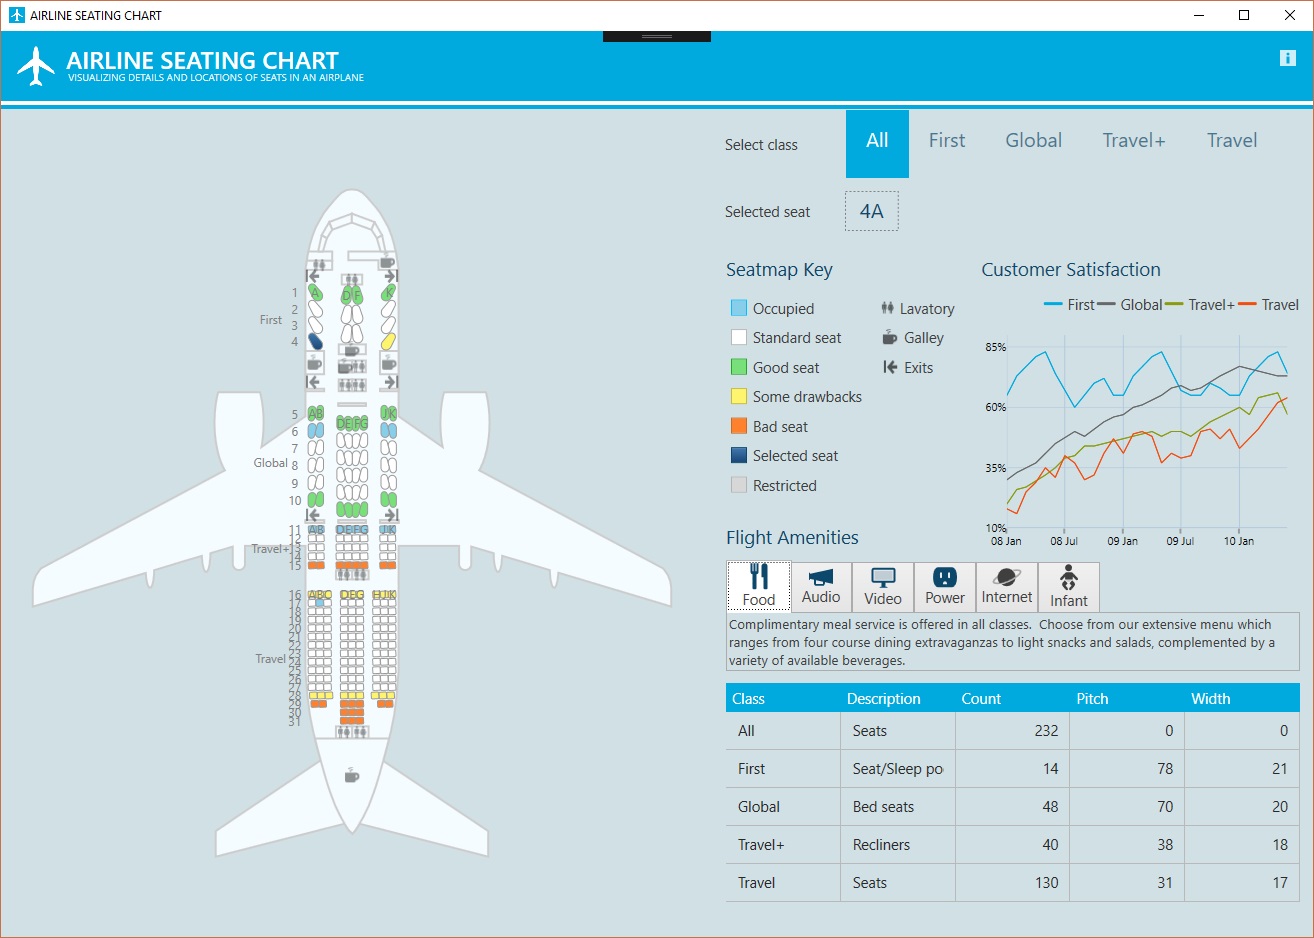 AIRLINE SEATING CHART
AIRLINE SEATING CHART
VISUALIZING DETAILS AND LOCATIONS OF SEATS IN AN AIRPLANE
Select class
All First Global Travel+ Travel
Selected seat
4A
Seatmap Key
Occupied
Standard seat
Good seat
Some drawbacks
Bad seat
Selected seat
Restricted
Lavatory
Galley
Exits
Customer Satisfaction
First Global Travel+ Travel
85%
60%
35%
10%
08 Jan 08 Jul 09 Jan 09 Jul 10 Jan
1 A D F K
2
First
3
4
5 AB JK
DEFG
6
7
Global 8
9
10
11 AB DEFG JK
12
Travel+ 13
14
15
16 ABC DEG HJK
17
18
19
20
21
22
23
Travel 24
25
26
27
28
29
30
31
Flight Amenities
Food Audio Video Power Internet Infant
Complimentary meal service is offered in all classes. Choose from our extensive menu which
ranges from four course dining extravaganzas to light snacks and salads, complemented by a
variety of available beverages.
Class Description Count Pitch Width
All Seats 232 0 0
First Seat/Sleep po 14 78 21
Global Bed seats 48 70 20
Travel+ Recliners 40 38 18
Travel Seats 130 31 17